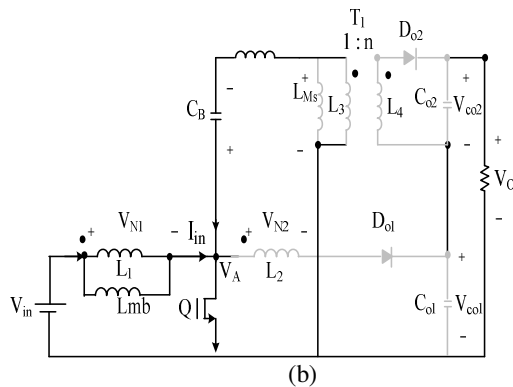 T1
1 : n
Do2
+
LMs
L3
L4
Co2
Vco2
+
-
CB
+
-
-
-
+
VO
-
+
VN1
-
Iin
+
VN2
-
Do1
L1
VA
L2
+
Lmb
Vin
Q
Co1
Vco1
-
(b)